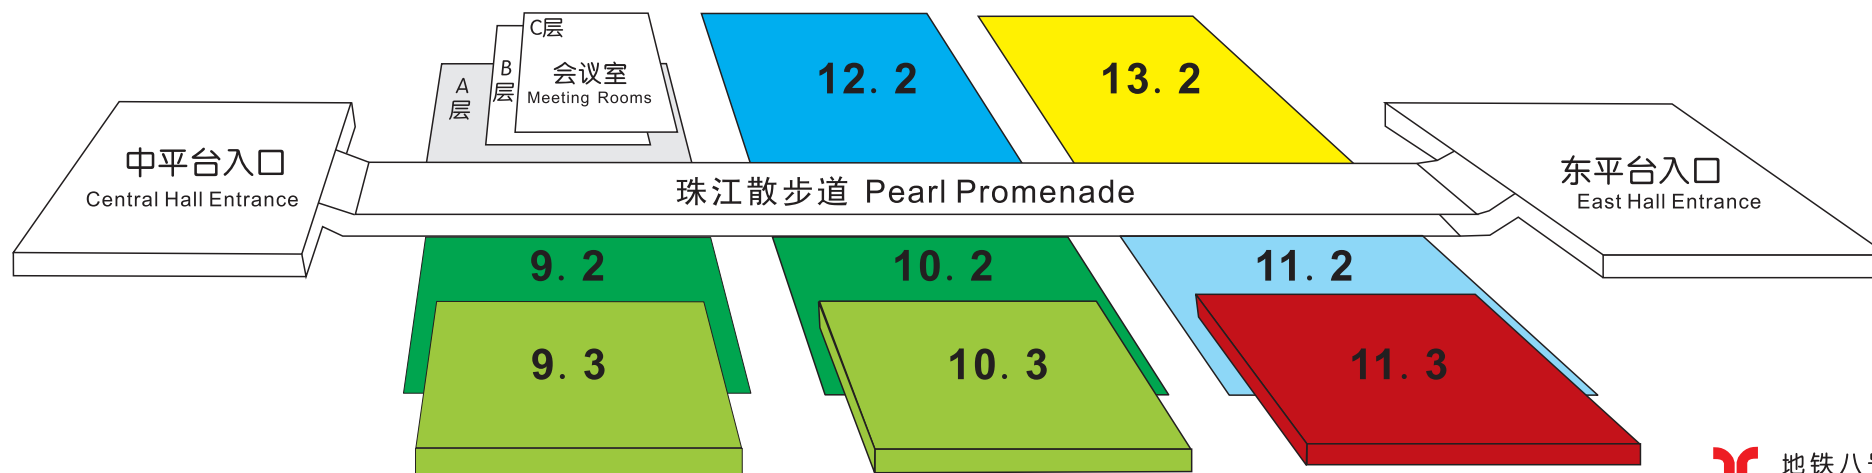 C层
会议室
Meeting Rooms
B
层
A
层
12. 2
13. 2
中平台入口
Central Hall Entrance
珠江散步道 Pearl Promenade
东平台入口
East Hall Entrance
9. 2
10. 2
11. 2
9. 3
10. 3
11. 3
地铁八